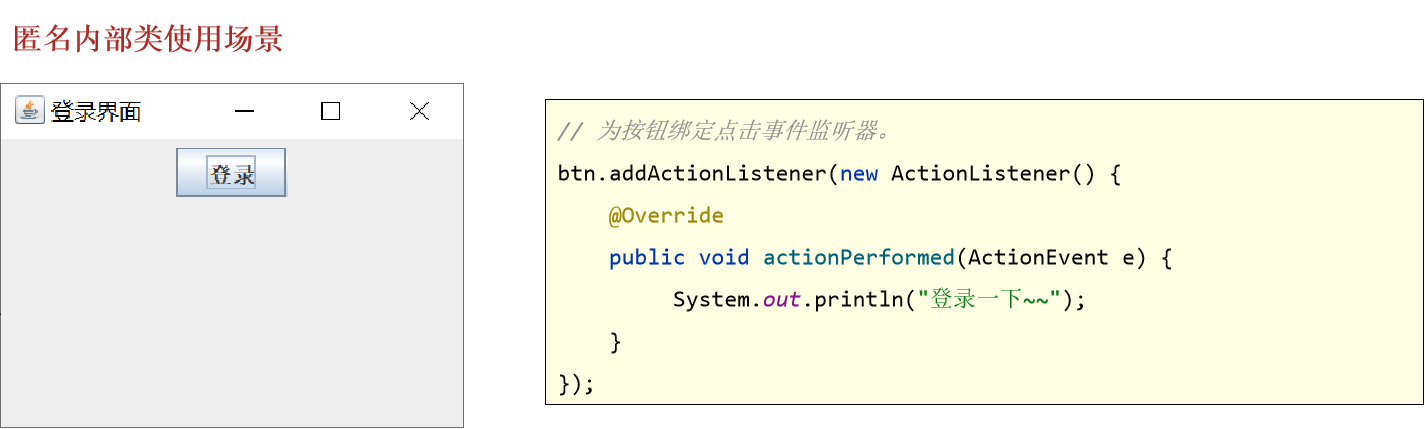 匿名内部类使用场景
登录界面
登录
// 为按钮绑定点击事件监听器。
btn.addActionListener(new ActionListener() {
    @Override
    public void actionPerformed(ActionEvent e) {
         System.out.println("登录一下~~");
    }
});